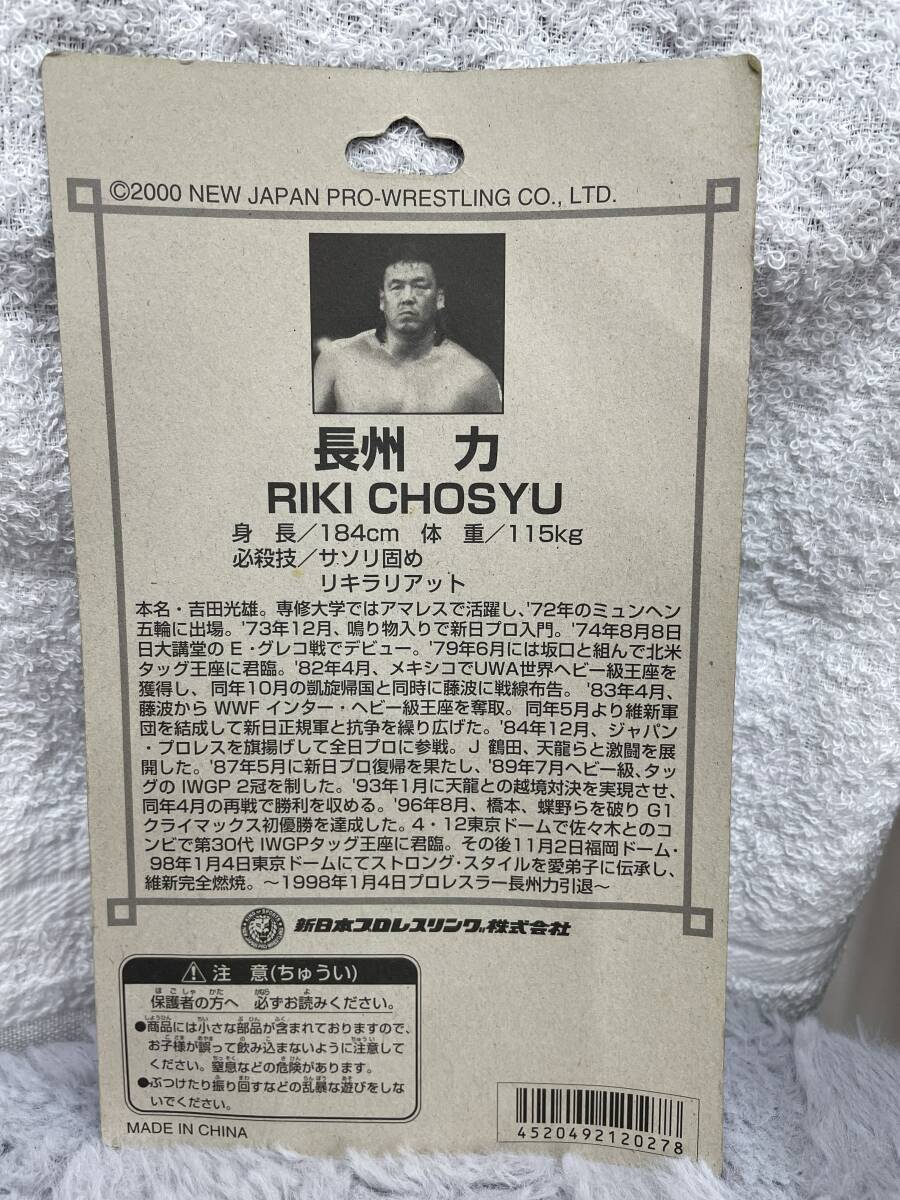 ©2000 NEW JAPAN PRO-WRESTLING CO., LTD.
長州 力
RIKI CHOSYU
身 長/184cm 体 重/115kg
必殺技/サソリ固め
リキラリアット
本名・吉田光雄。専修大学ではアマレスで活躍し、'72年のミュンヘン
五輪に出場。'73年12月、鳴り物入りで新日プロ入門。'74年8月8日
日大講堂の E・グレコ戦でデビュー。'79年6月には坂口と組んで北米
タッグ王座に君臨。'82年4月、メキシコでUWA世界ヘビー級王座を
獲得し、同年10月の凱旋帰国と同時に藤波に戦線布告。'83年4月、
藤波から WWF インター・ヘビー級王座を奪取。同年5月より維新軍
団を結成して新日正規軍と抗争を繰り広げた。'84年12月、ジャパン
・プロレスを旗揚げして全日プロに参戦。J 鶴田、天龍らと激闘を展
開した。'87年5月に新日プロ復帰を果たし、'89年7月ヘビー級、タッ
グの IWGP 2冠を制した。'93年1月に天龍との越境対決を実現させ、
同年4月の再戦で勝利を収める。'96年8月、橋本、蝶野らを破り G1
クライマックス初優勝を達成した。4・12東京ドームで佐々木とのコ
ンビで第30代 IWGPタッグ王座に君臨。その後11月2日福岡ドーム・
98年1月4日東京ドームにてストロング・スタイルを愛弟子に伝承し、
維新完全燃焼。〜1998年1月4日プロレスラー長州力引退〜
新日本プロレスリング株式会社
⚠注 意(ちゅうい)
保護者の方へ 必ずお読みください。
●商品には小さな部品が含まれておりますので、
お子様が誤って飲み込まないように注意して
ください。窒息などの危険があります。
●ぶつけたり振り回すなどの乱暴な遊びをしな
いでください。
MADE IN CHINA
4520492120278